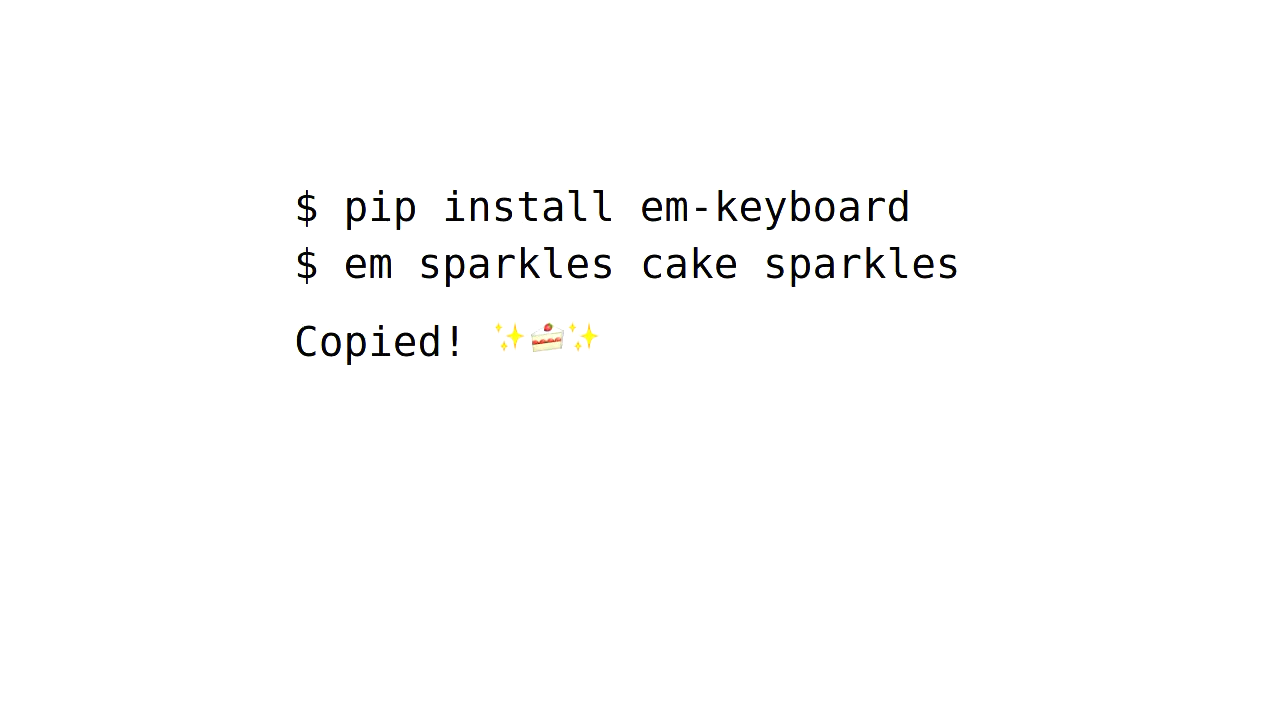 $ pip install em-keyboard
$ em sparkles cake sparkles
Copied! ✨🍰✨